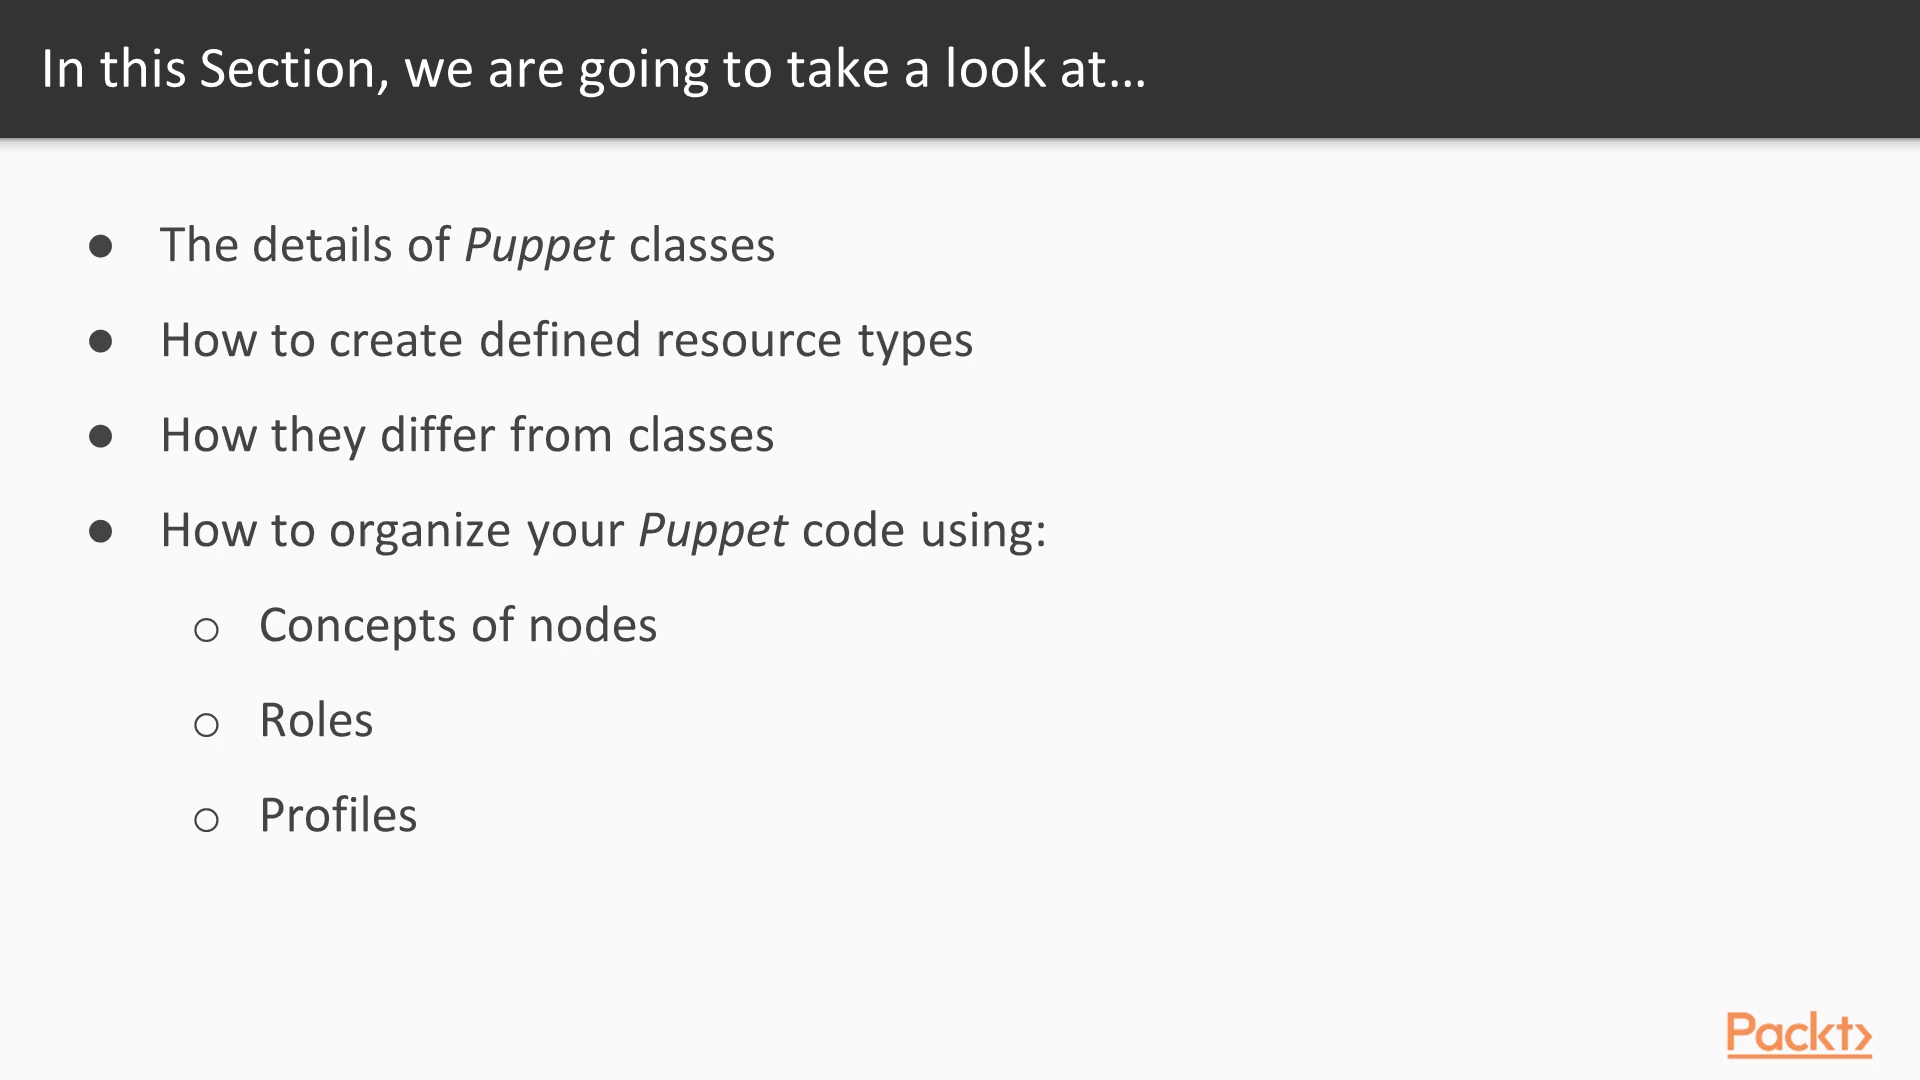 In this Section, we are going to take a look at...
● The details of Puppet classes
● How to create defined resource types
● How they differ from classes
● How to organize your Puppet code using:
○ Concepts of nodes
○ Roles
○ Profiles
Packt>